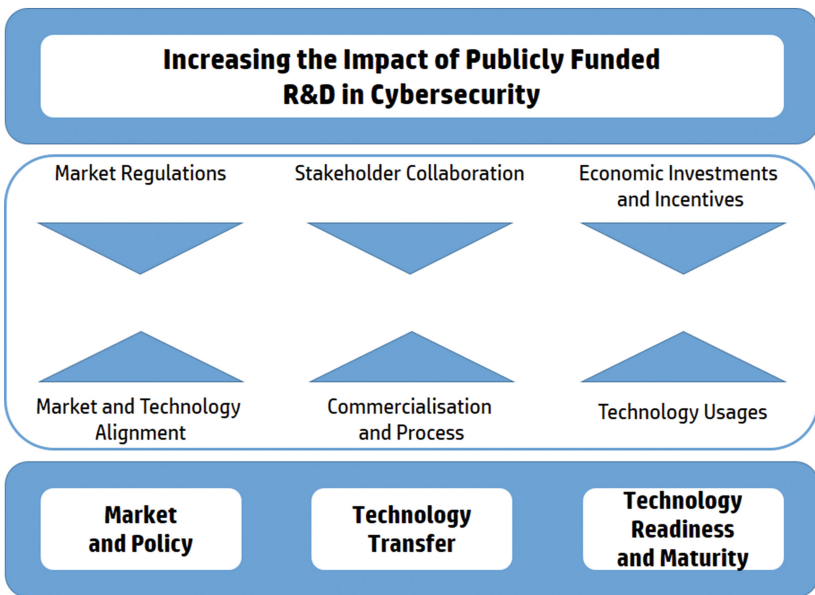 Increasing the Impact of Publicly Funded
R&D in Cybersecurity
Market Regulations
Stakeholder Collaboration
Economic Investments
and Incentives
Market and Technology
Alignment
Commercialisation
and Process
Technology Usages
Market
and Policy
Technology
Transfer
Technology
Readiness
and Maturity